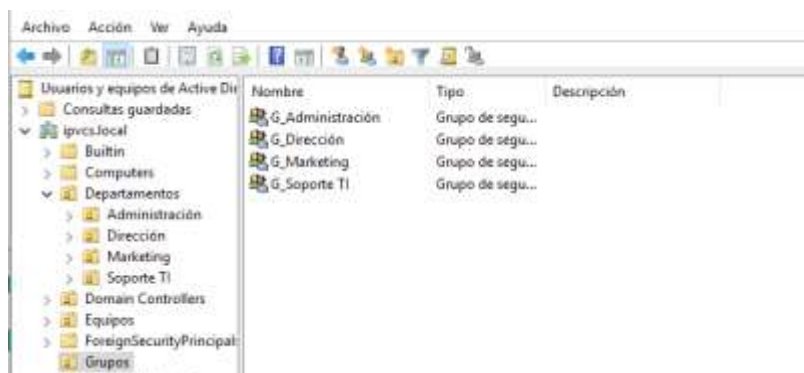 Archivo Acción Ver Ayuda
Usuarios y equipos de Active Dir
Consultas guardadas
ipvcs.local
Builtin
Computers
Departamentos
Administración
Dirección
Marketing
Soporte TI
Domain Controllers
Equipos
ForeignSecurityPrincipal
Grupos
Nombre Tipo Descripción
G_Administración Grupo de segu...
G_Dirección Grupo de segu...
G_Marketing Grupo de segu...
G_Soporte TI Grupo de segu...